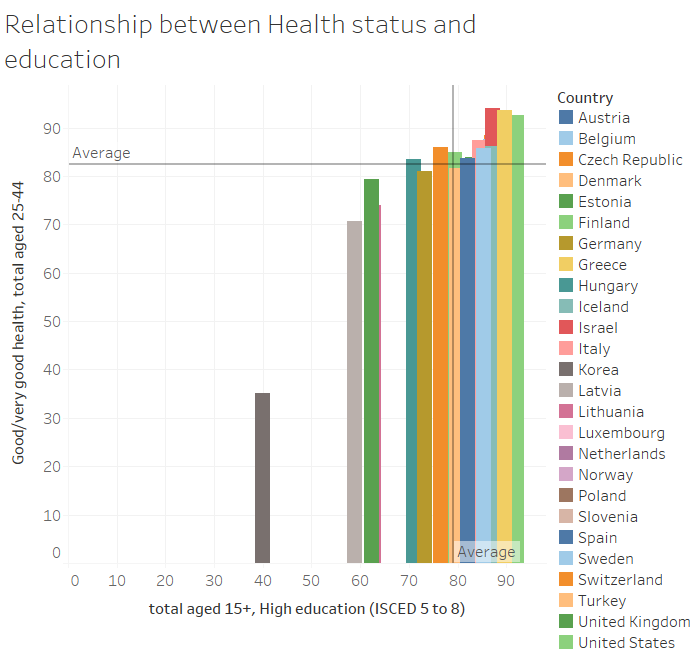 Relationship between Health status and
education
Good/very good health, total aged 25-44
90
80
70
60
50
40
30
20
10
0
Average
Average
0 10 20 30 40 50 60 70 80 90
total aged 15+, High education (ISCED 5 to 8)
Country
Austria
Belgium
Czech Republic
Denmark
Estonia
Finland
Germany
Greece
Hungary
Iceland
Israel
Italy
Korea
Latvia
Lithuania
Luxembourg
Netherlands
Norway
Poland
Slovenia
Spain
Sweden
Switzerland
Turkey
United Kingdom
United States